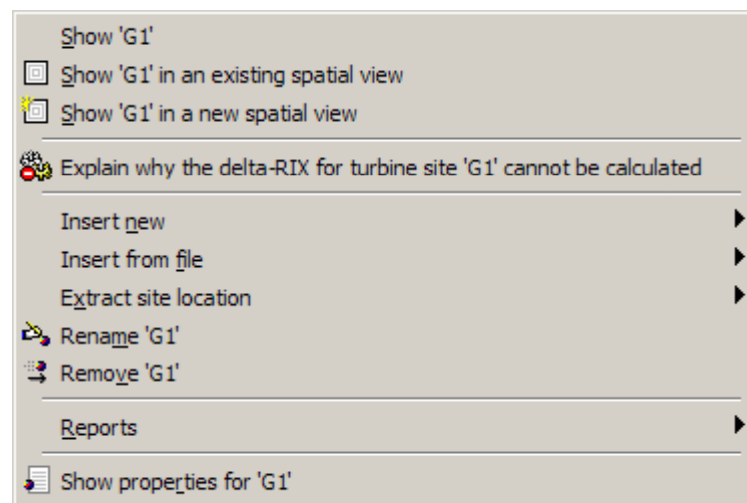 Show 'G1'
Show 'G1' in an existing spatial view
Show 'G1' in a new spatial view
Explain why the delta-RIX for turbine site 'G1' cannot be calculated
Insert new
Insert from file
Extract site location
Rename 'G1'
Remove 'G1'
Reports
Show properties for 'G1'